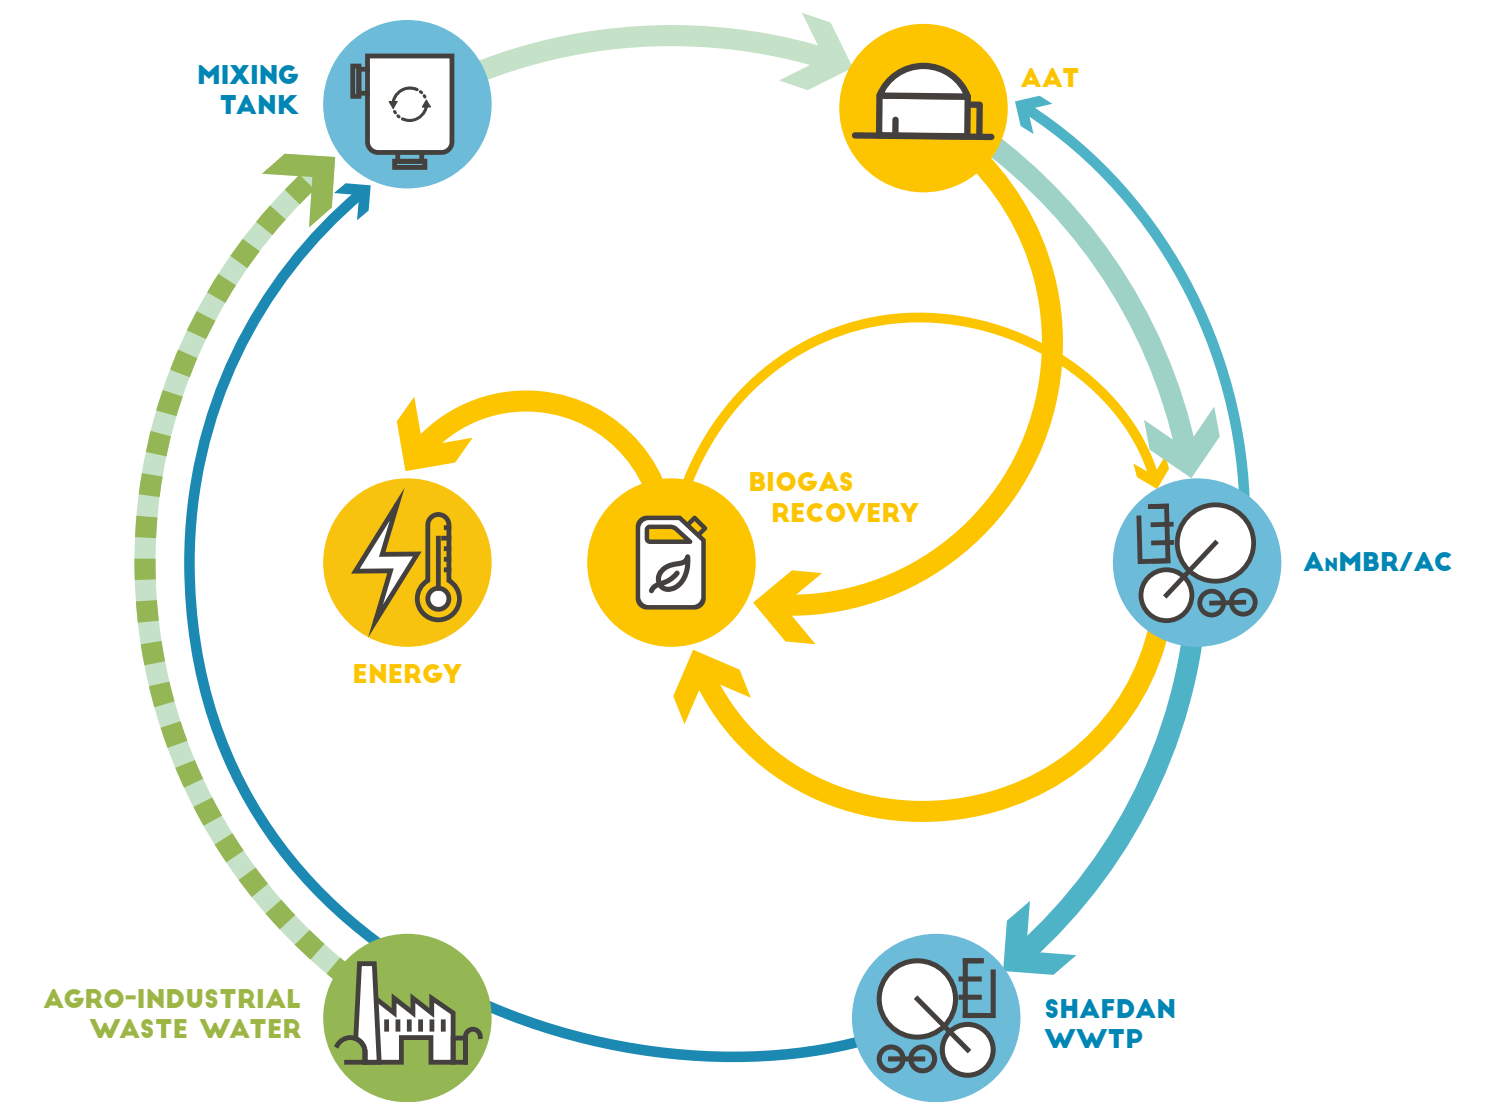 MIXING
TANK
AAT
BIOGAS
RECOVERY
AnMBR/AC
ENERGY
AGRO-INDUSTRIAL
WASTE WATER
SHAFDAN
WWTP